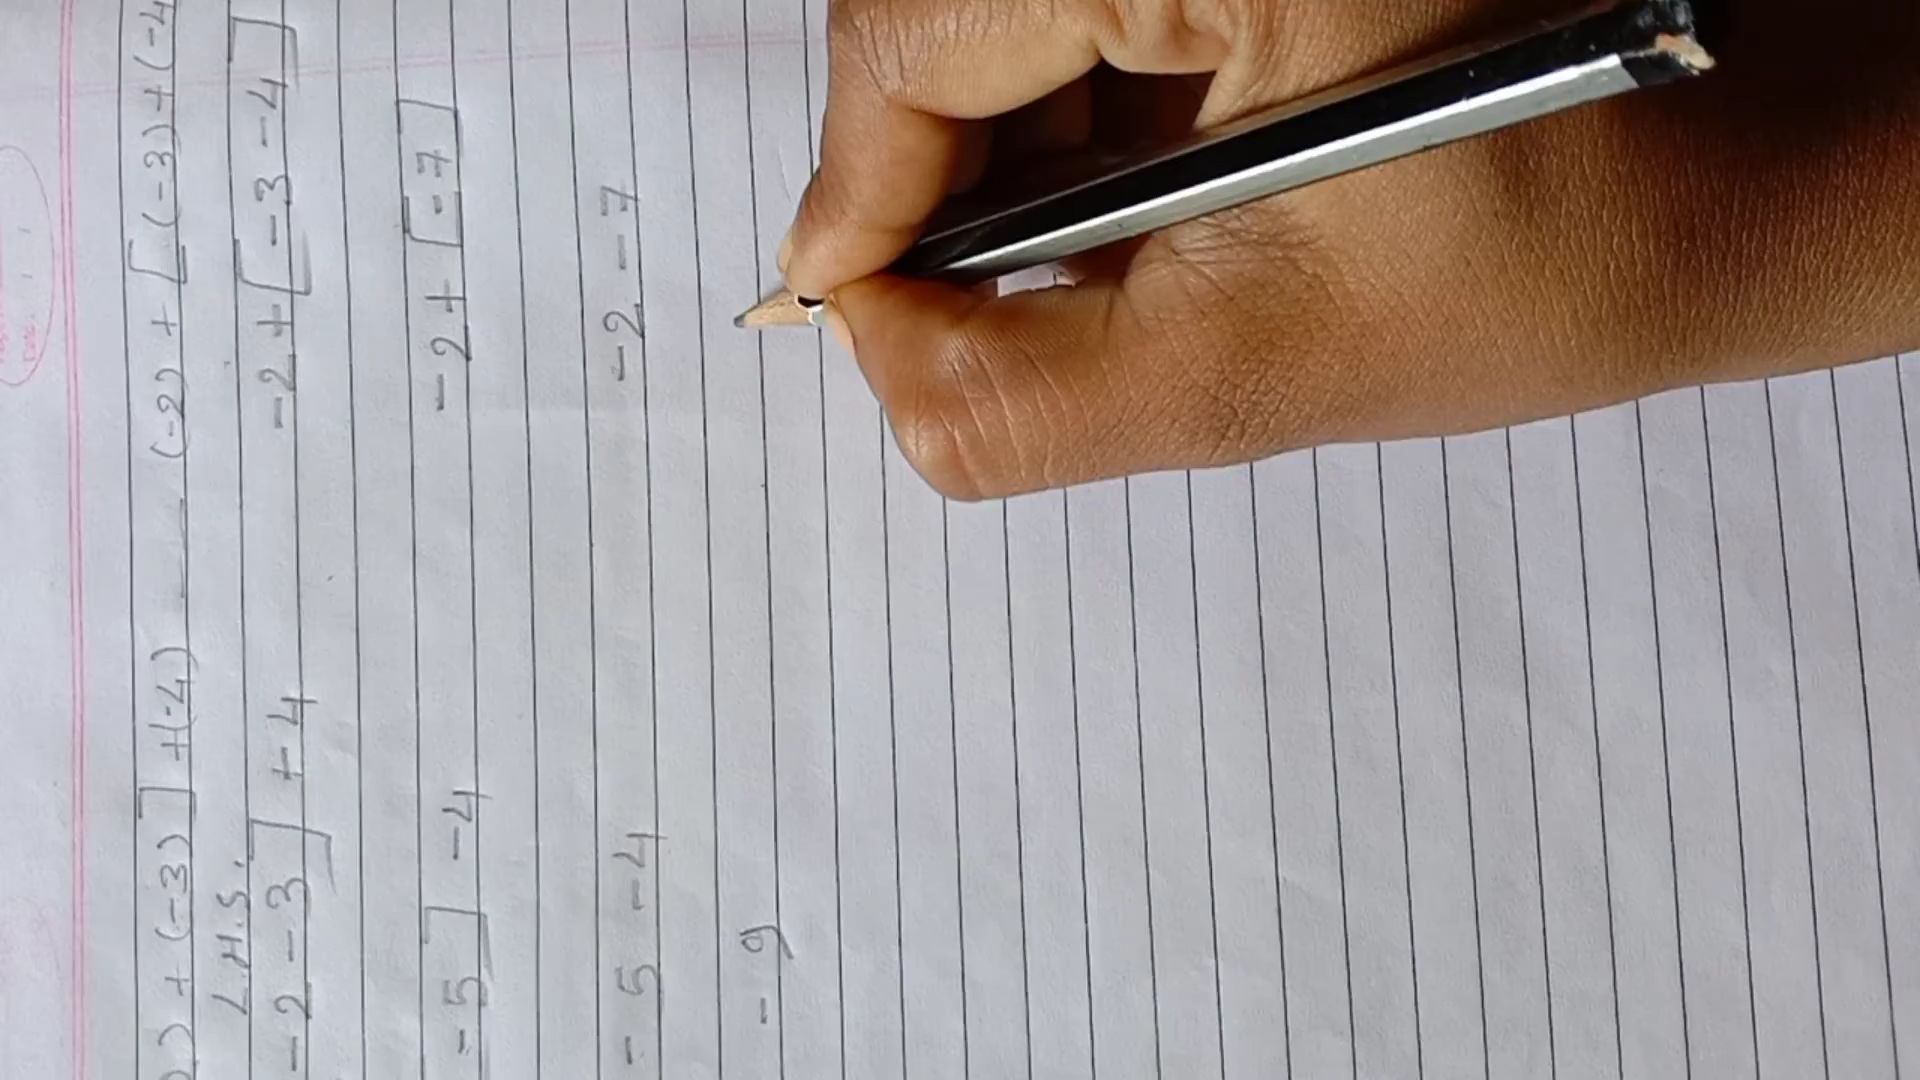 ) + (-3)] + (-4) (-2) + [(-3) + (-4
L.H.S.
-2 -3] + 4 -2 + [-3 -4]
-5] -4 -2 + [-7]
-5 -4 -2 -7
-9